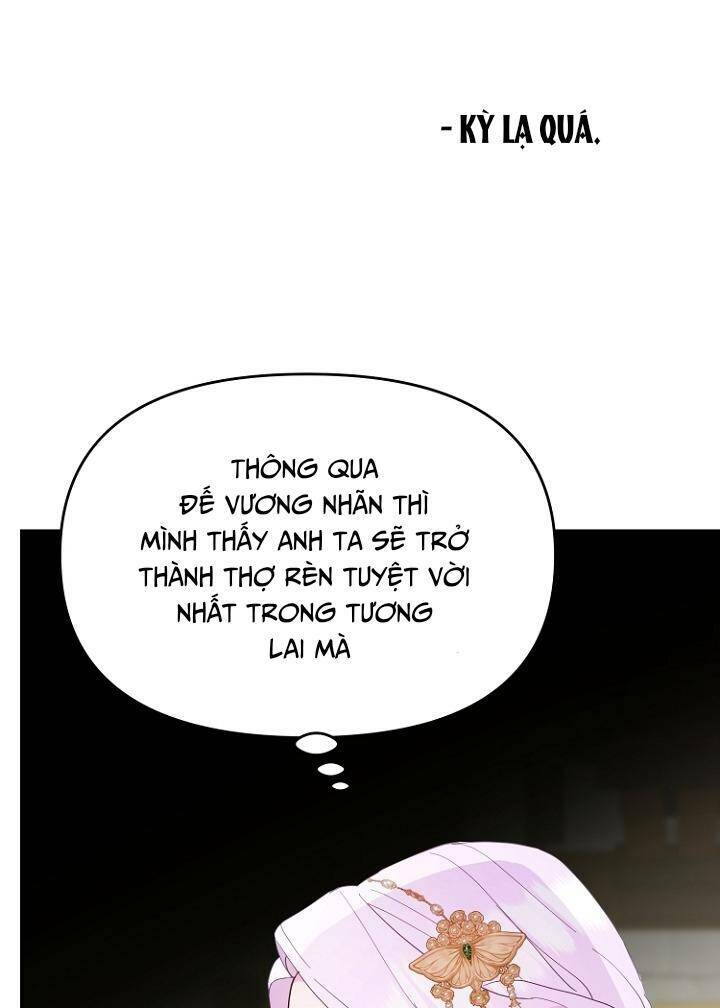 - KỲ LẠ QUÁ.
THÔNG QUA
ĐẾ VƯƠNG NHÃN THÌ
MÌNH THẤY ANH TA SẼ TRỞ
THÀNH THỢ RÈN TUYỆT VỜI
NHẤT TRONG TƯƠNG
LAI MÀ